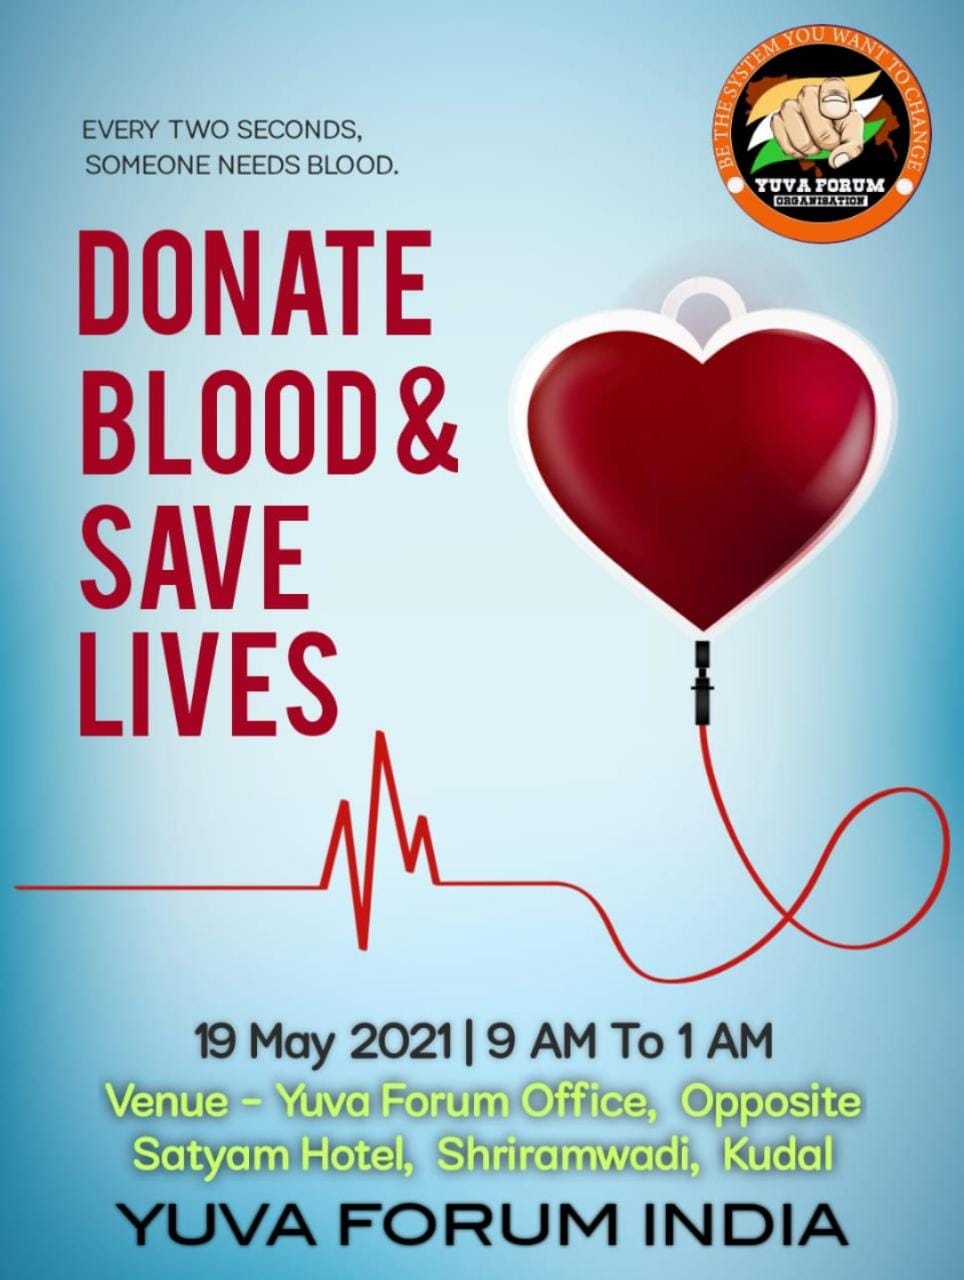 BE THE SYSTEM YOU WANT TO CHANGE
YUVA FORUM
ORGANISATION
EVERY TWO SECONDS,
SOMEONE NEEDS BLOOD.
DONATE
BLOOD &
SAVE
LIVES
19 May 2021 | 9 AM To 1 AM
Venue - Yuva Forum Office, Opposite
Satyam Hotel, Shriramwadi, Kudal
YUVA FORUM INDIA